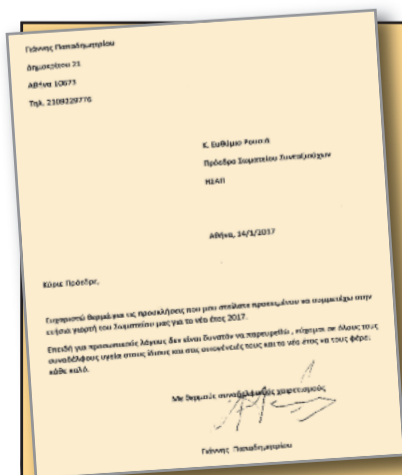 Γιάννης Παπαδημητρίου
Δημοκρίτου 21
Αθήνα 10673
Τηλ. 2109229776
Κ. Ευθύμιο Ρουσιά
Πρόεδρο Σωματείου Συνταξιούχων
ΗΣΑΠ
Αθήνα, 14/1/2017
Κύριε Πρόεδρε,
Ευχαριστώ θερμά για τις προσκλήσεις που μου στείλατε προκειμένου να συμμετέχω στην
ετήσια γιορτή του Σωματείου μας για το νέο έτος 2017.
Επειδή για προσωπικούς λόγους δεν είναι δυνατόν να παρευρεθώ , εύχομαι σε όλους τους
συναδέλφους υγεία στους ίδιους και στις οικογένειές τους και το νέο έτος να τους φέρει
κάθε καλό.
Με θερμούς συναδελφικούς χαιρετισμούς
Γιάννης Παπαδημητρίου